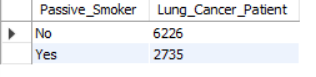 Passive_Smoker Lung_Cancer_Patient
No 6226
Yes 2735